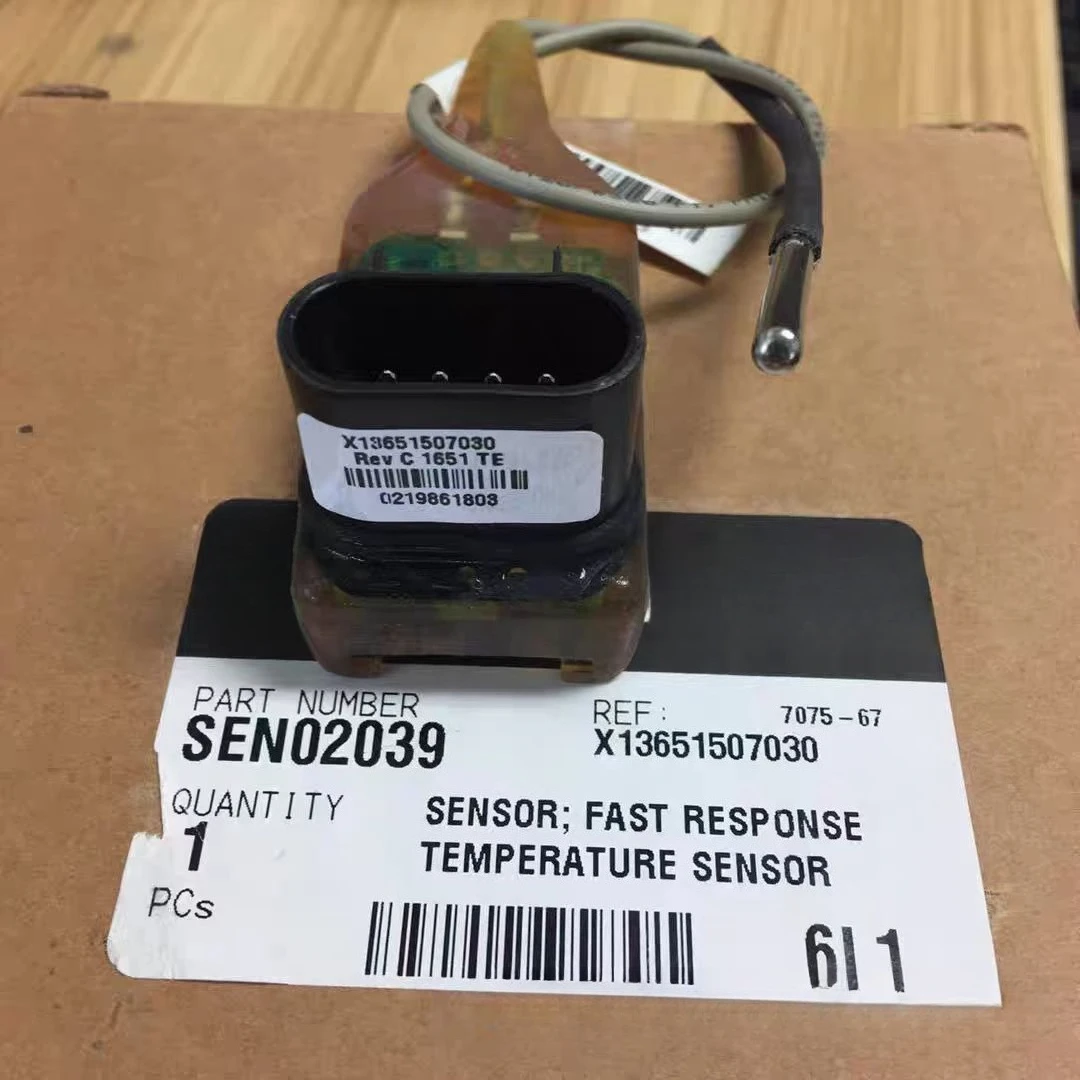 X13651507030
Rev C 1651 TE
0219861803
PART NUMBER
SEN02039
REF: 7075-67
X13651507030
QUANTITY
1
PCs
SENSOR; FAST RESPONSE
TEMPERATURE SENSOR
6I1